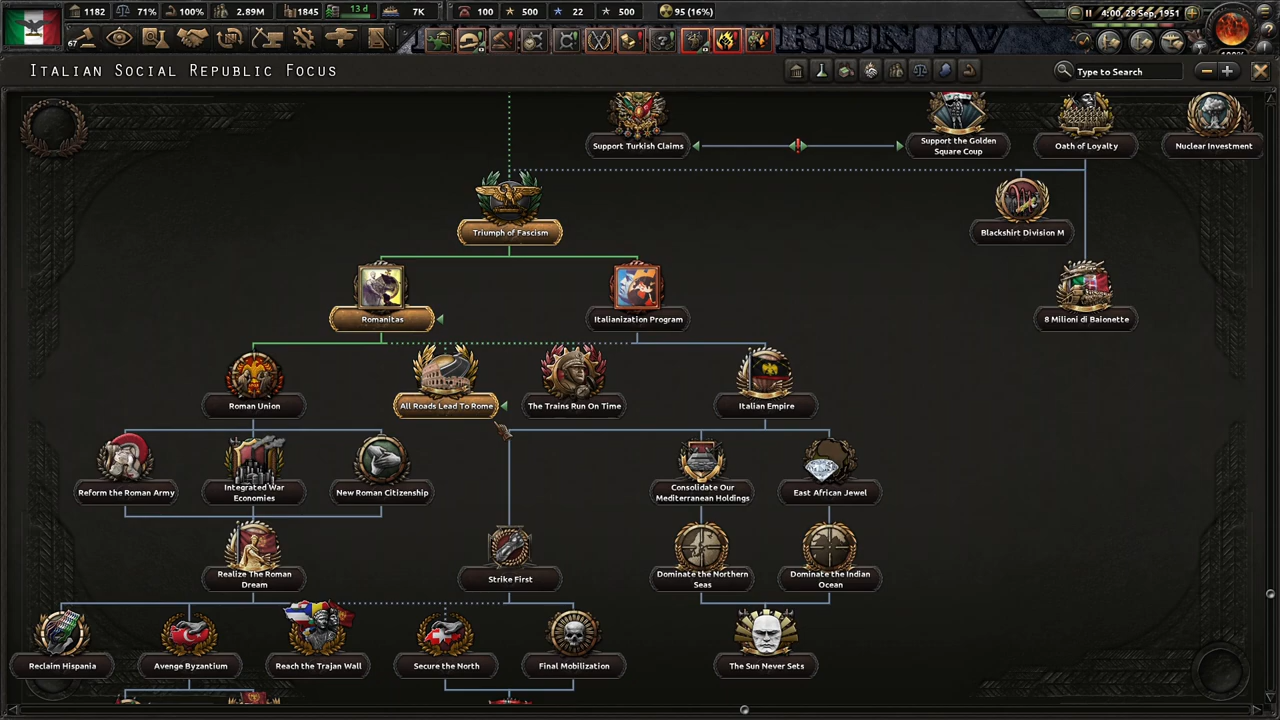 1182 71% 100% 2.89M 1845 13 d 7K 100 500 22 500 95 (16%) 4:00, 28 Sep, 1951
67
100%
Italian Social Republic Focus
Type to Search
Support Turkish Claims
Support the Golden
Square Coup
Oath of Loyalty
Nuclear Investment
Triumph of Fascism
Blackshirt Division M
Romanitas
Italianization Program
8 Milioni di Baionette
Roman Union
All Roads Lead To Rome
The Trains Run On Time
Italian Empire
Reform the Roman Army
Integrated War
Economies
New Roman Citizenship
Consolidate Our
Mediterranean Holdings
East African Jewel
Realize The Roman
Dream
Strike First
Dominate the Northern
Seas
Dominate the Indian
Ocean
Reclaim Hispania
Avenge Byzantium
Reach the Trajan Wall
Secure the North
Final Mobilization
The Sun Never Sets